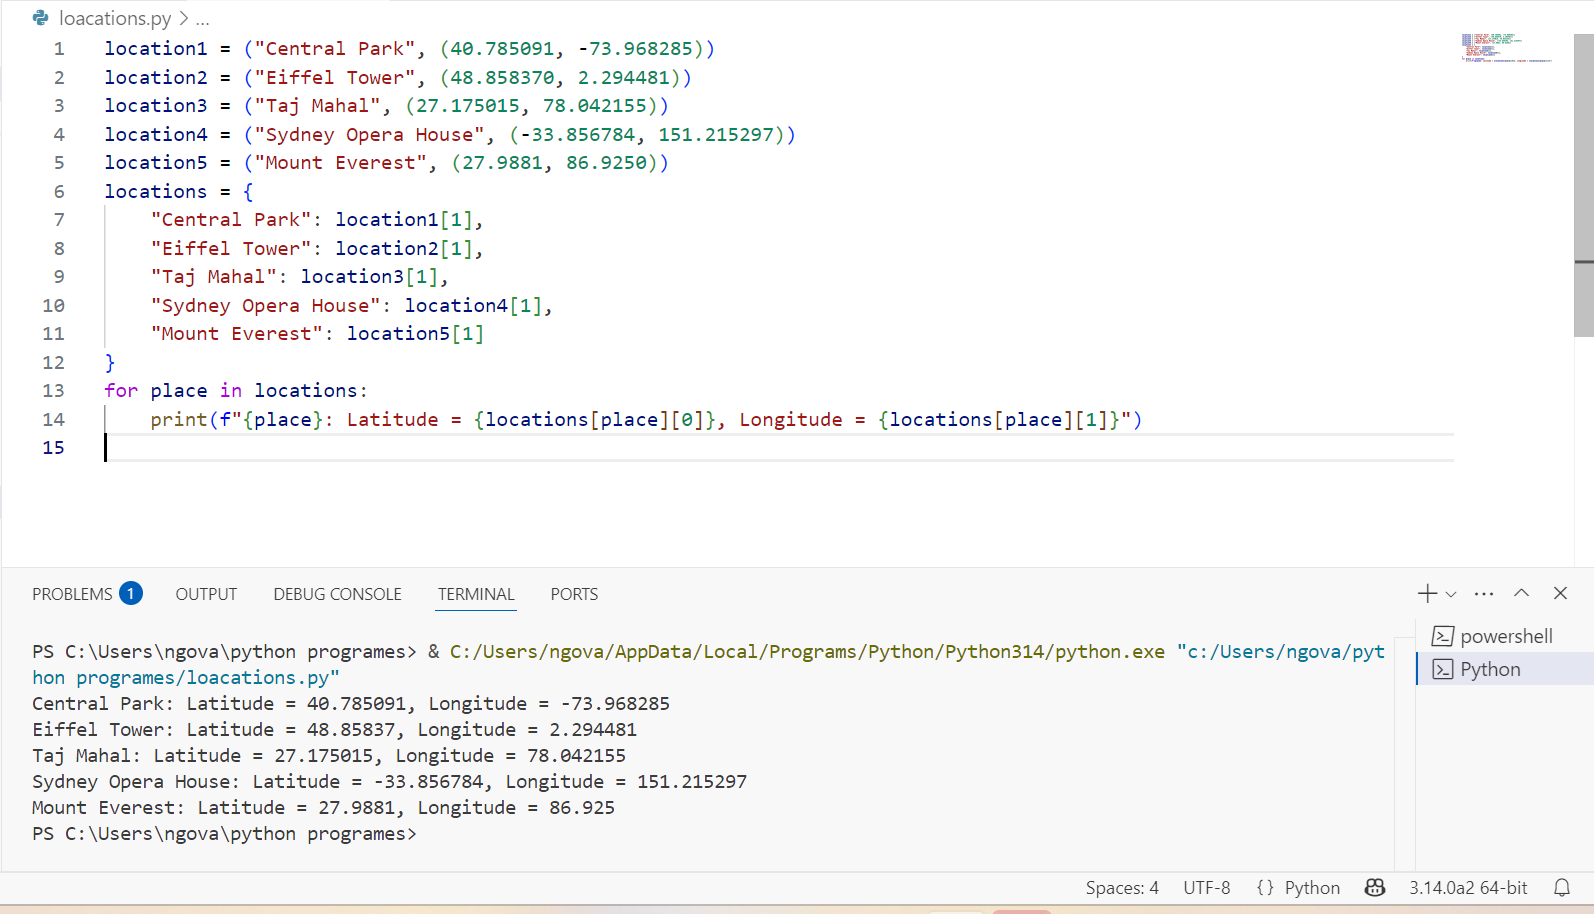 loacations.py > ...
1 location1 = ("Central Park", (40.785091, -73.968285))
2 location2 = ("Eiffel Tower", (48.858370, 2.294481))
3 location3 = ("Taj Mahal", (27.175015, 78.042155))
4 location4 = ("Sydney Opera House", (-33.856784, 151.215297))
5 location5 = ("Mount Everest", (27.9881, 86.9250))
6 locations = {
7     "Central Park": location1[1],
8     "Eiffel Tower": location2[1],
9     "Taj Mahal": location3[1],
10     "Sydney Opera House": location4[1],
11     "Mount Everest": location5[1]
12 }
13 for place in locations:
14     print(f"{place}: Latitude = {locations[place][0]}, Longitude = {locations[place][1]}")
15
PROBLEMS 1 OUTPUT DEBUG CONSOLE TERMINAL PORTS
powershell
Python
PS C:\Users\ngova\python programes> & C:/Users/ngova/AppData/Local/Programs/Python/Python314/python.exe "c:/Users/ngova/pyt
hon programes/loacations.py"
Central Park: Latitude = 40.785091, Longitude = -73.968285
Eiffel Tower: Latitude = 48.85837, Longitude = 2.294481
Taj Mahal: Latitude = 27.175015, Longitude = 78.042155
Sydney Opera House: Latitude = -33.856784, Longitude = 151.215297
Mount Everest: Latitude = 27.9881, Longitude = 86.925
PS C:\Users\ngova\python programes>
Spaces: 4 UTF-8 {} Python 3.14.0a2 64-bit